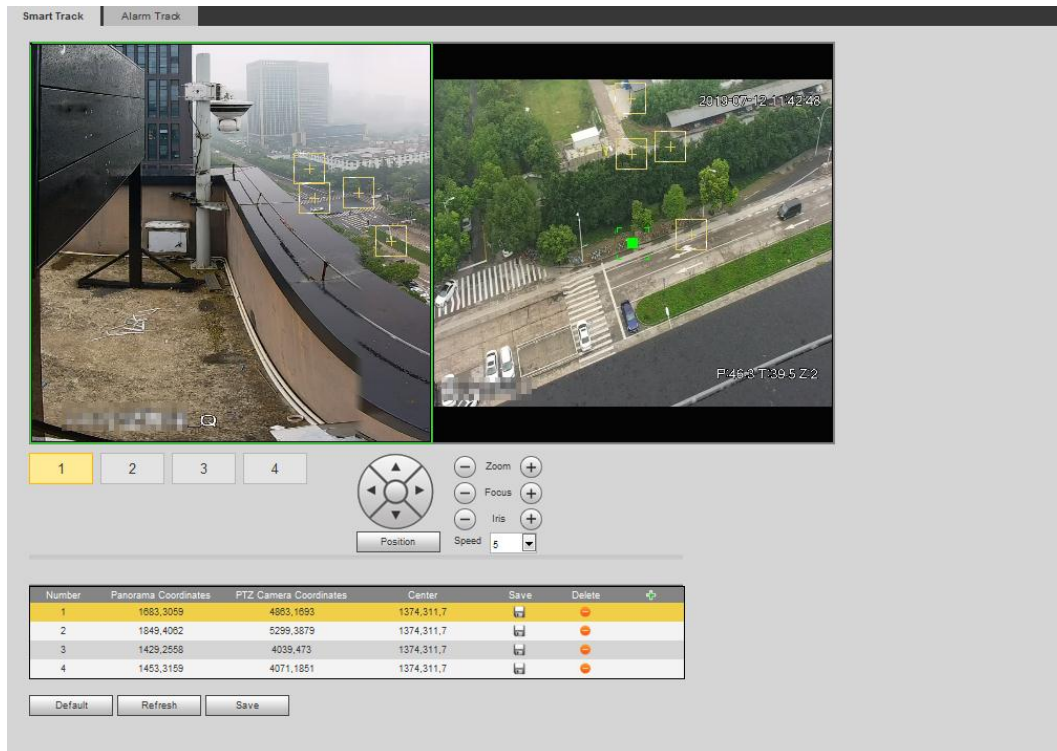 Smart Track Alarm Track
2019-07-12 11:42:48
P:46.8 T:39.5 Z:2
1 2 3 4
Zoom
Focus
Iris
Position Speed 5
Number Panorama Coordinates PTZ Camera Coordinates Center Save Delete
1 1683,3059 4863,1693 1374,311,7
2 1849,4062 5299,3879 1374,311,7
3 1429,2558 4039,473 1374,311,7
4 1453,3159 4071,1851 1374,311,7
Default Refresh Save